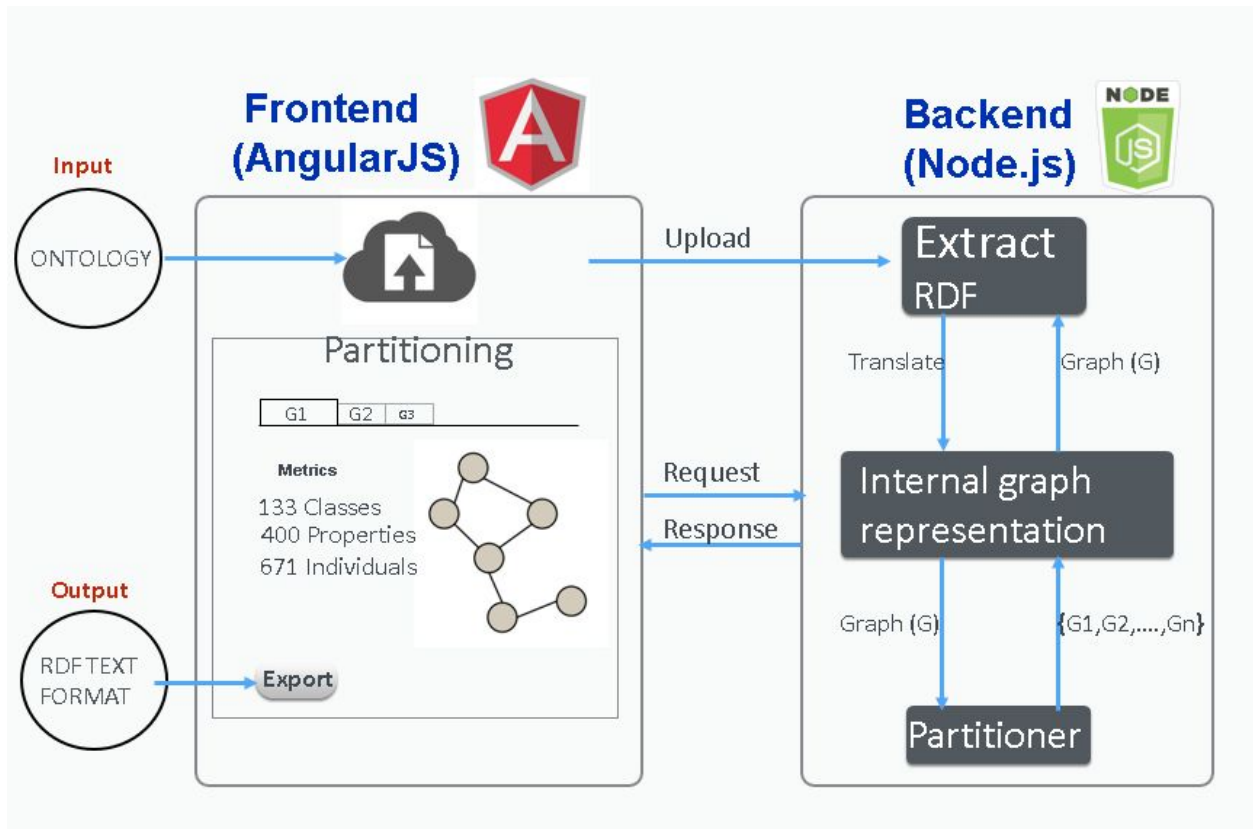 Frontend
(AngularJS)
A
Backend
(Node.js)
NODE
JS
Input
ONTOLOGY
Upload
Extract
RDF
Partitioning
Translate
Graph (G)
G1
G2
G3
Metrics
133 Classes
400 Properties
671 Individuals
Request
Response
Internal graph
representation
Output
RDF TEXT
FORMAT
Export
Graph (G)
{G1,G2,....,Gn}
Partitioner